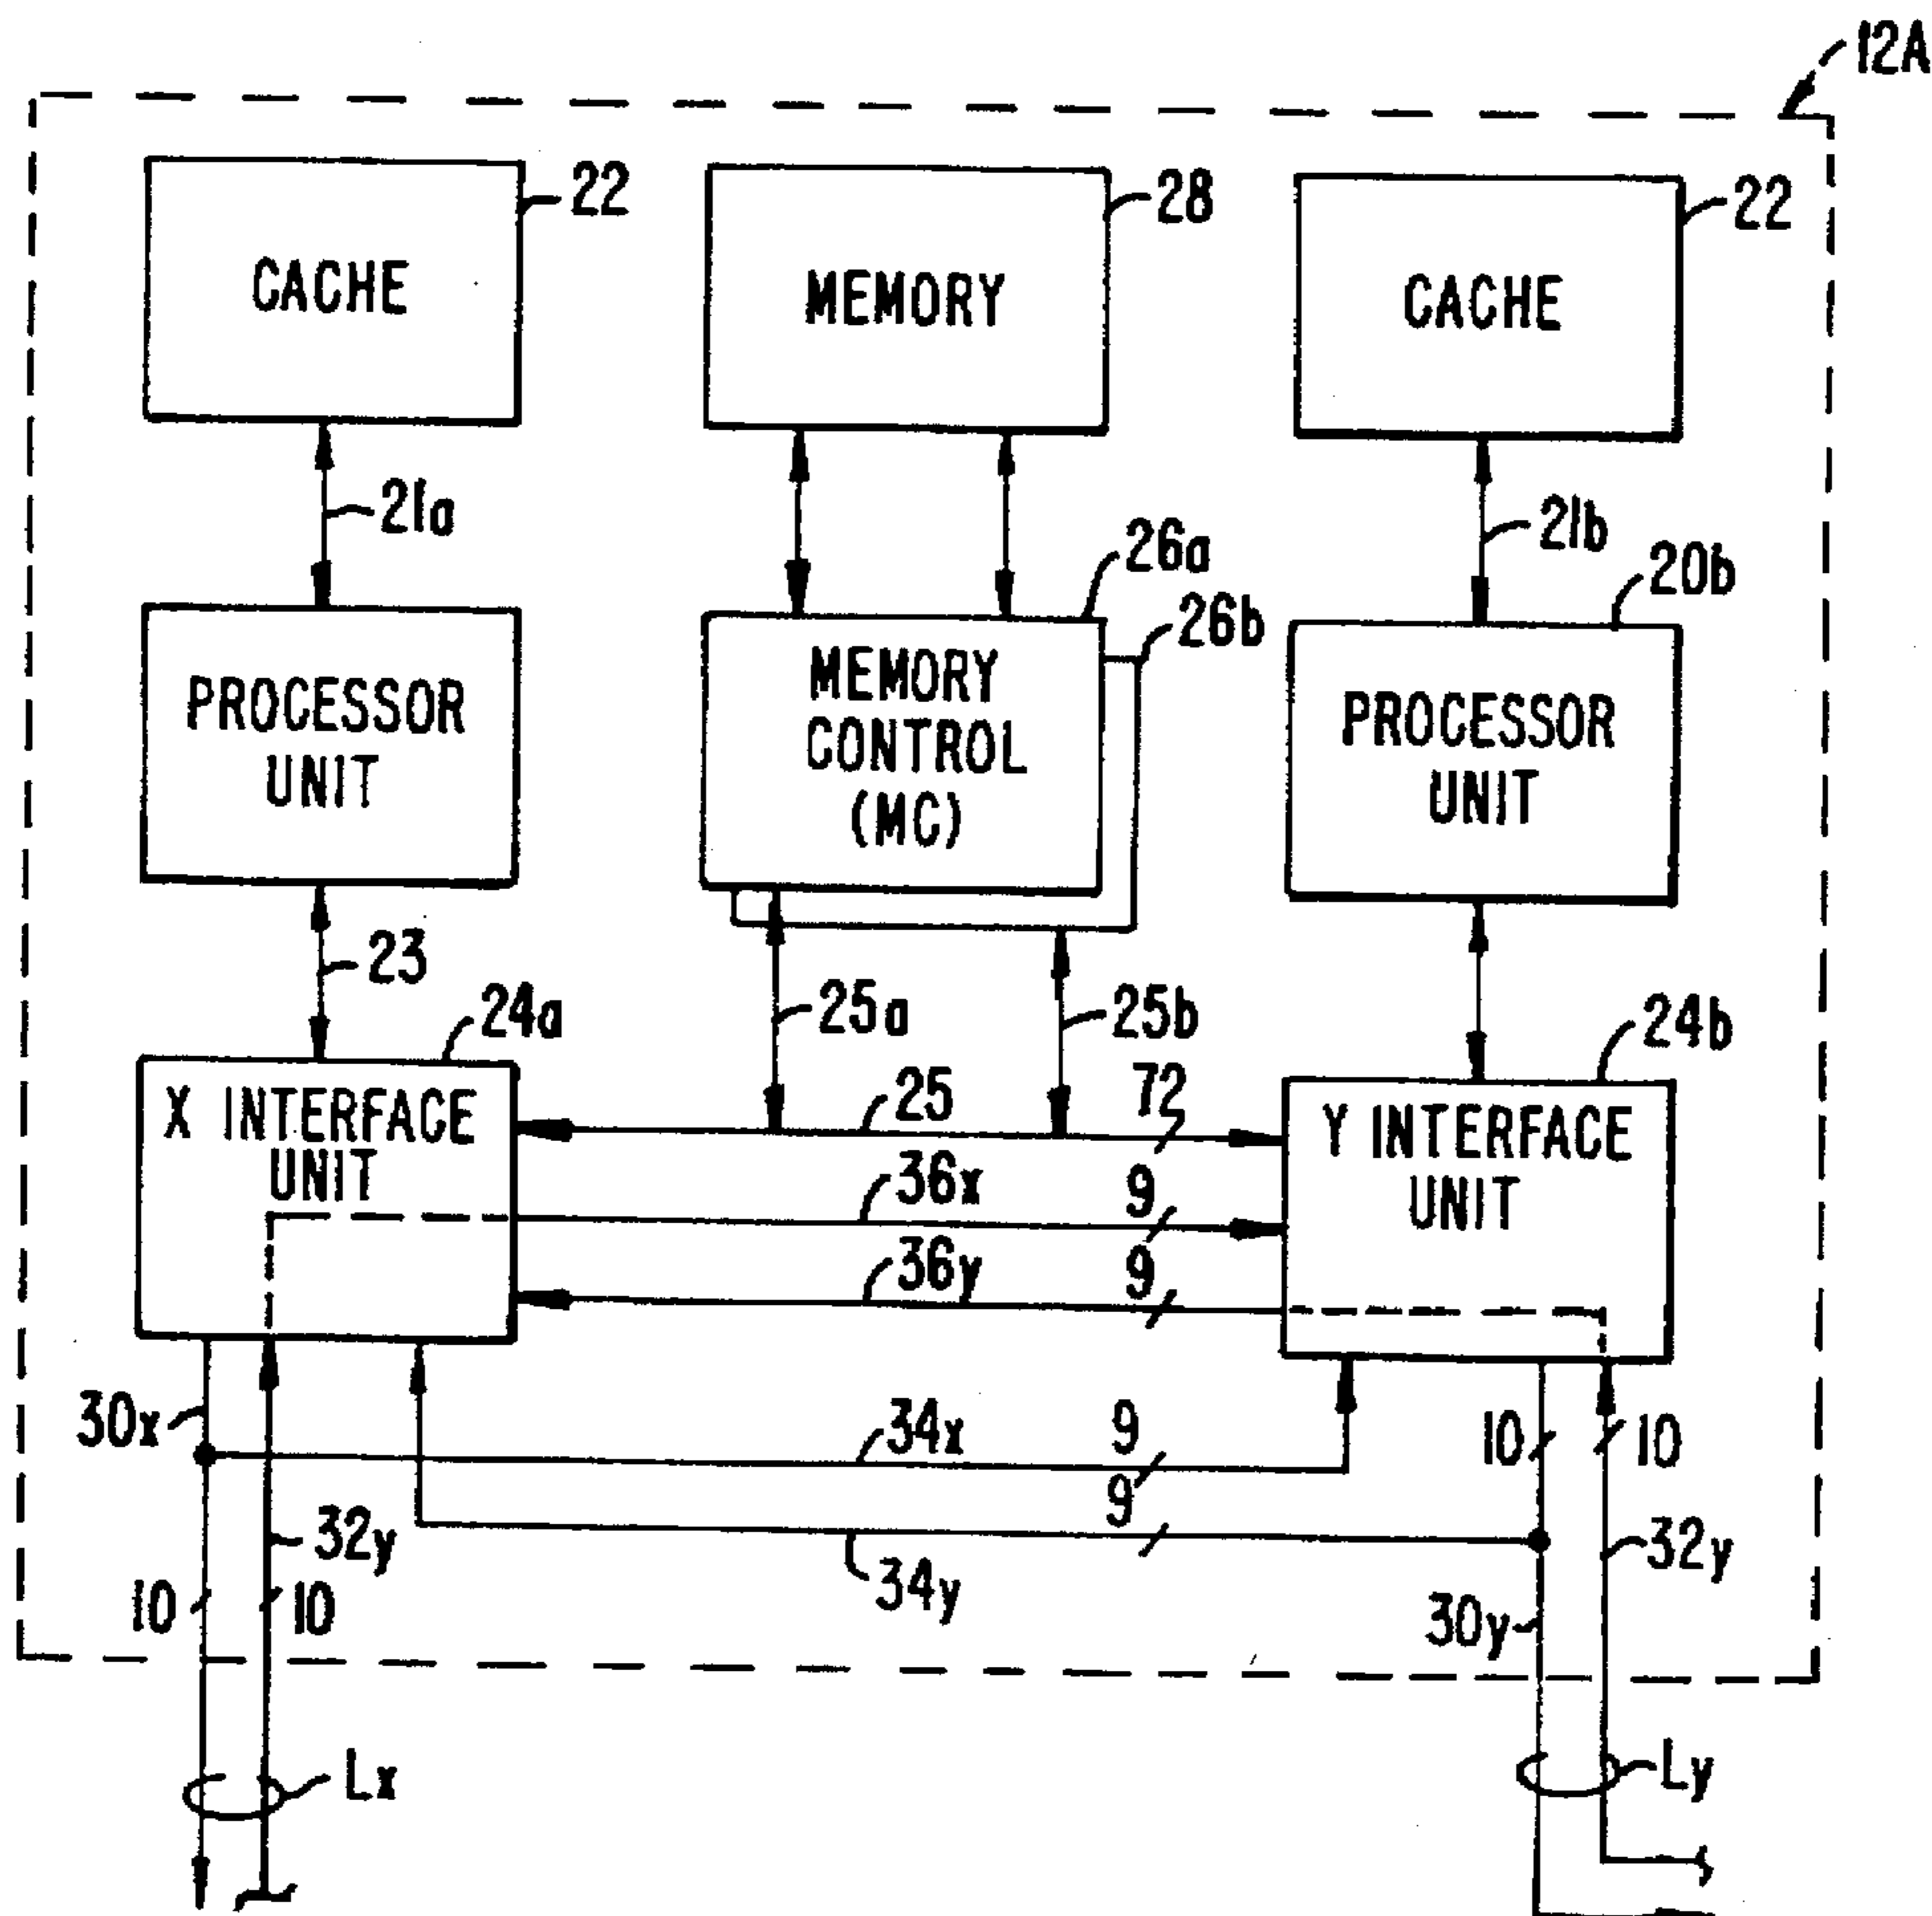 12A
22
28
22
CACHE
MEMORY
CACHE
21a
21b
26a
20b
26b
PROCESSOR
UNIT
MEMORY
CONTROL
(MC)
PROCESSOR
UNIT
23
24a
25a
25b
24b
X INTERFACE
UNIT
25
72
Y INTERFACE
UNIT
36x
9
36y
9
30x
34x
9
10
10
9
32y
34y
32y
10
10
30y
Lx
Ly